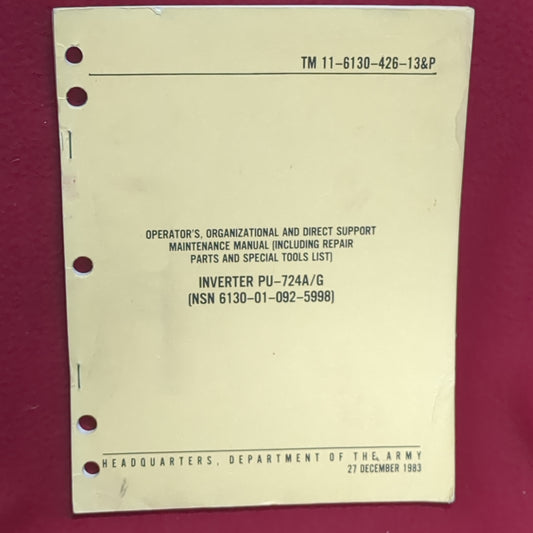 TM 11-6130-426-13&P
OPERATOR'S, ORGANIZATIONAL AND DIRECT SUPPORT
MAINTENANCE MANUAL (INCLUDING REPAIR
PARTS AND SPECIAL TOOLS LIST)
INVERTER PU-724A/G
(NSN 6130-01-092-5998)
HEADQUARTERS, DEPARTMENT OF THE ARMY
27 DECEMBER 1983